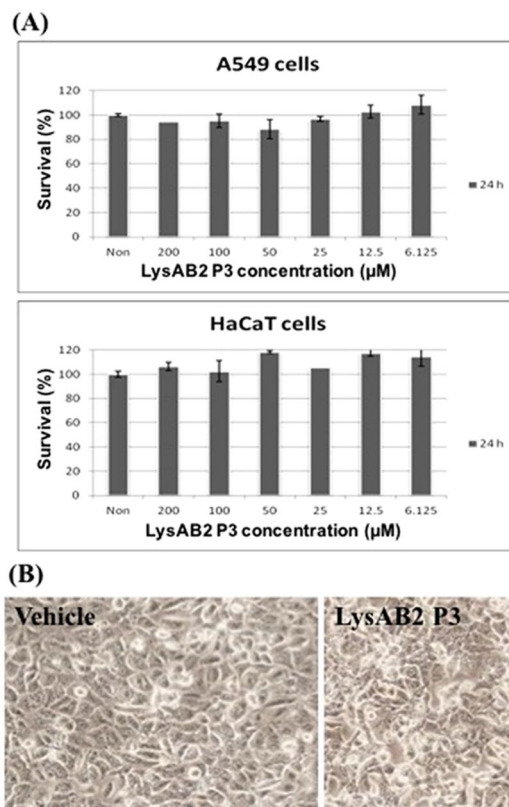 (A)
A549 cells
120
100
80
60
40
20
0
Survival (%)
Non 200 100 50 25 12.5 6.125
LysAB2 P3 concentration (µM)
24 h
HaCaT cells
120
100
80
60
40
20
0
Survival (%)
Non 200 100 50 25 12.5 6.125
LysAB2 P3 concentration (µM)
24 h
(B)
Vehicle
LysAB2 P3